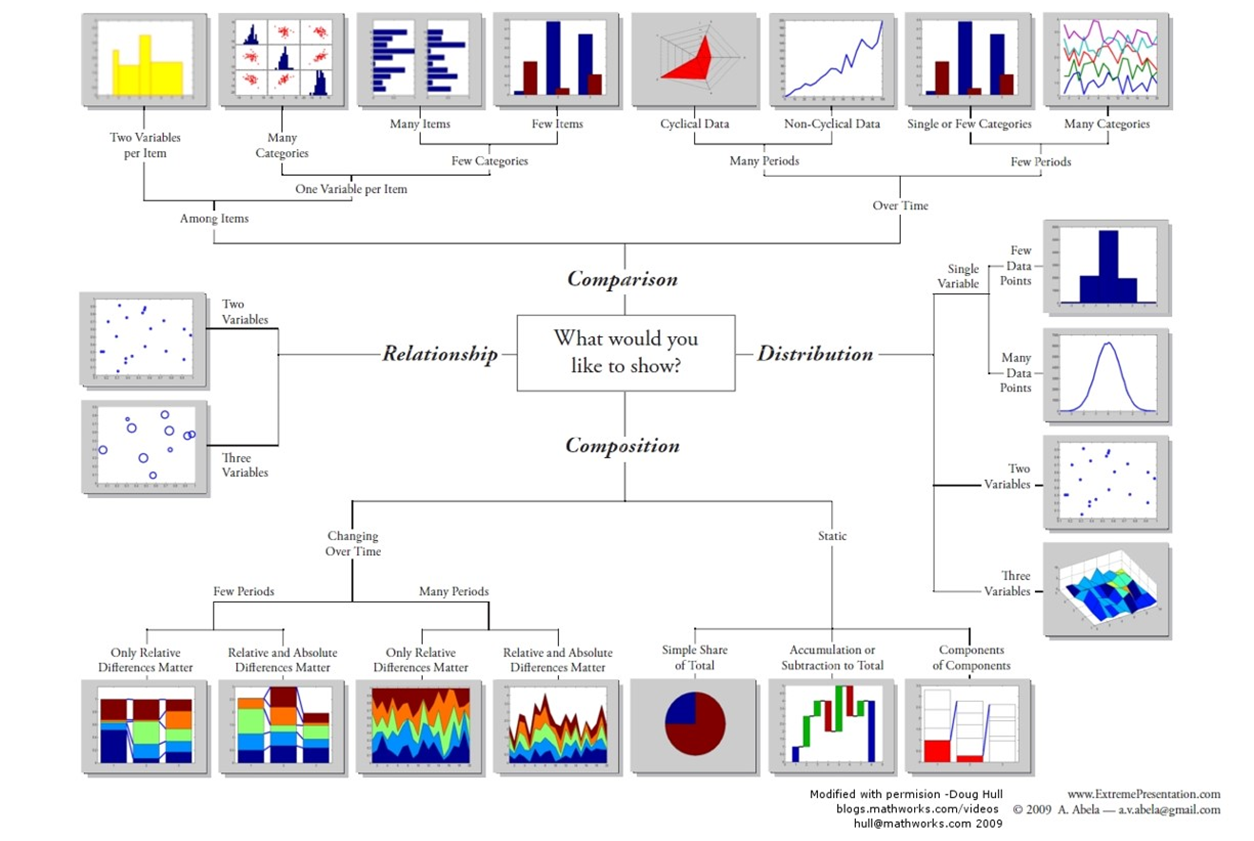 Two Variables
per Item
Many
Categories
Many Items
Few Items
Cyclical Data
Non-Cyclical Data
Single or Few Categories
Many Categories
Few Categories
Many Periods
Few Periods
One Variable per Item
Among Items
Over Time
Comparison
Two
Variables
Three
Variables
Relationship
What would you
like to show?
Distribution
Single
Variable
Few
Data
Points
Many
Data
Points
Two
Variables
Three
Variables
Composition
Changing
Over Time
Static
Few Periods
Many Periods
Only Relative
Differences Matter
Relative and Absolute
Differences Matter
Only Relative
Differences Matter
Relative and Absolute
Differences Matter
Simple Share
of Total
Accumulation or
Subtraction to Total
Components
of Components
Modified with permision -Doug Hull
blogs.mathworks.com/videos
hull@mathworks.com 2009
www.ExtremePresentation.com
© 2009 A. Abela — a.v.abela@gmail.com